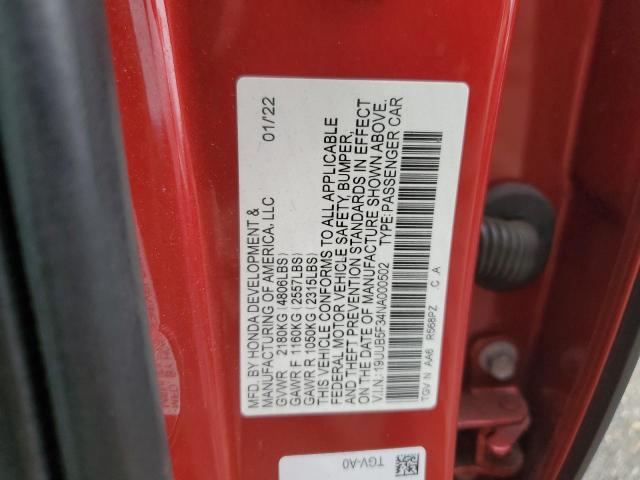 MFD. BY HONDA DEVELOPMENT &
MANUFACTURING OF AMERICA, LLC 01/22
GVWR 2180KG (4806LBS)
GAWR F 1160KG (2557LBS)
GAWR R 1050KG (2315LBS)
THIS VEHICLE CONFORMS TO ALL APPLICABLE
FEDERAL MOTOR VEHICLE SAFETY, BUMPER,
AND THEFT PREVENTION STANDARDS IN EFFECT
ON THE DATE OF MANUFACTURE SHOWN ABOVE.
V.I.N.: 19UUB5F34NA000502 TYPE: PASSENGER CAR
TGV N AA6 R568PZ C A
TGV-A0